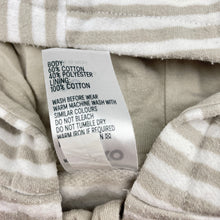 BODY:
60% COTTON
40% POLYESTER
LINING:
100% COTTON
WASH BEFORE WEAR
WARM MACHINE WASH WITH
SIMILAR COLOURS
DO NOT BLEACH
DO NOT TUMBLE DRY
WARM IRON IF REQUIRED